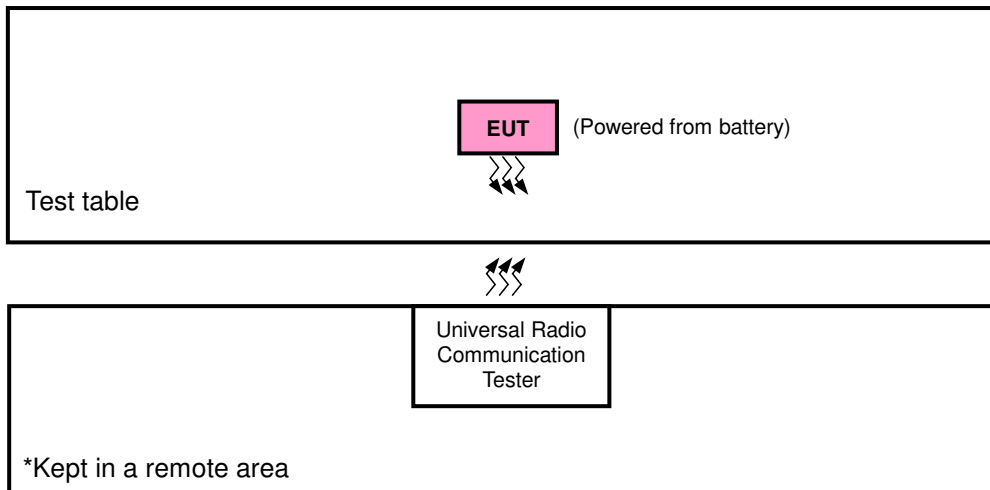 EUT
(Powered from battery)
Test table
Universal Radio
Communication
Tester
*Kept in a remote area